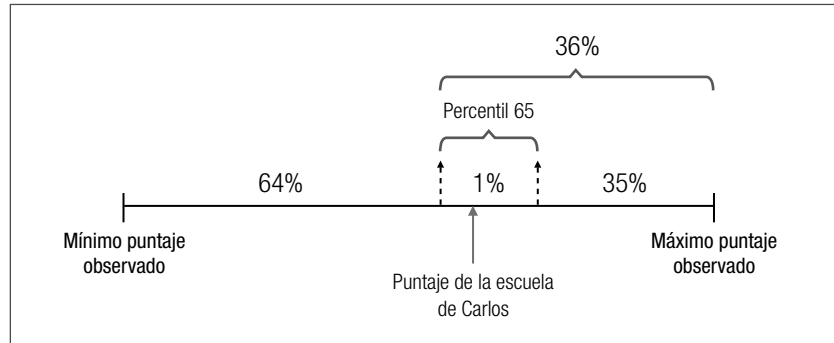 36%
Percentil 65
64%
1%
35%
Mínimo puntaje
observado
Máximo puntaje
observado
Puntaje de la escuela
de Carlos